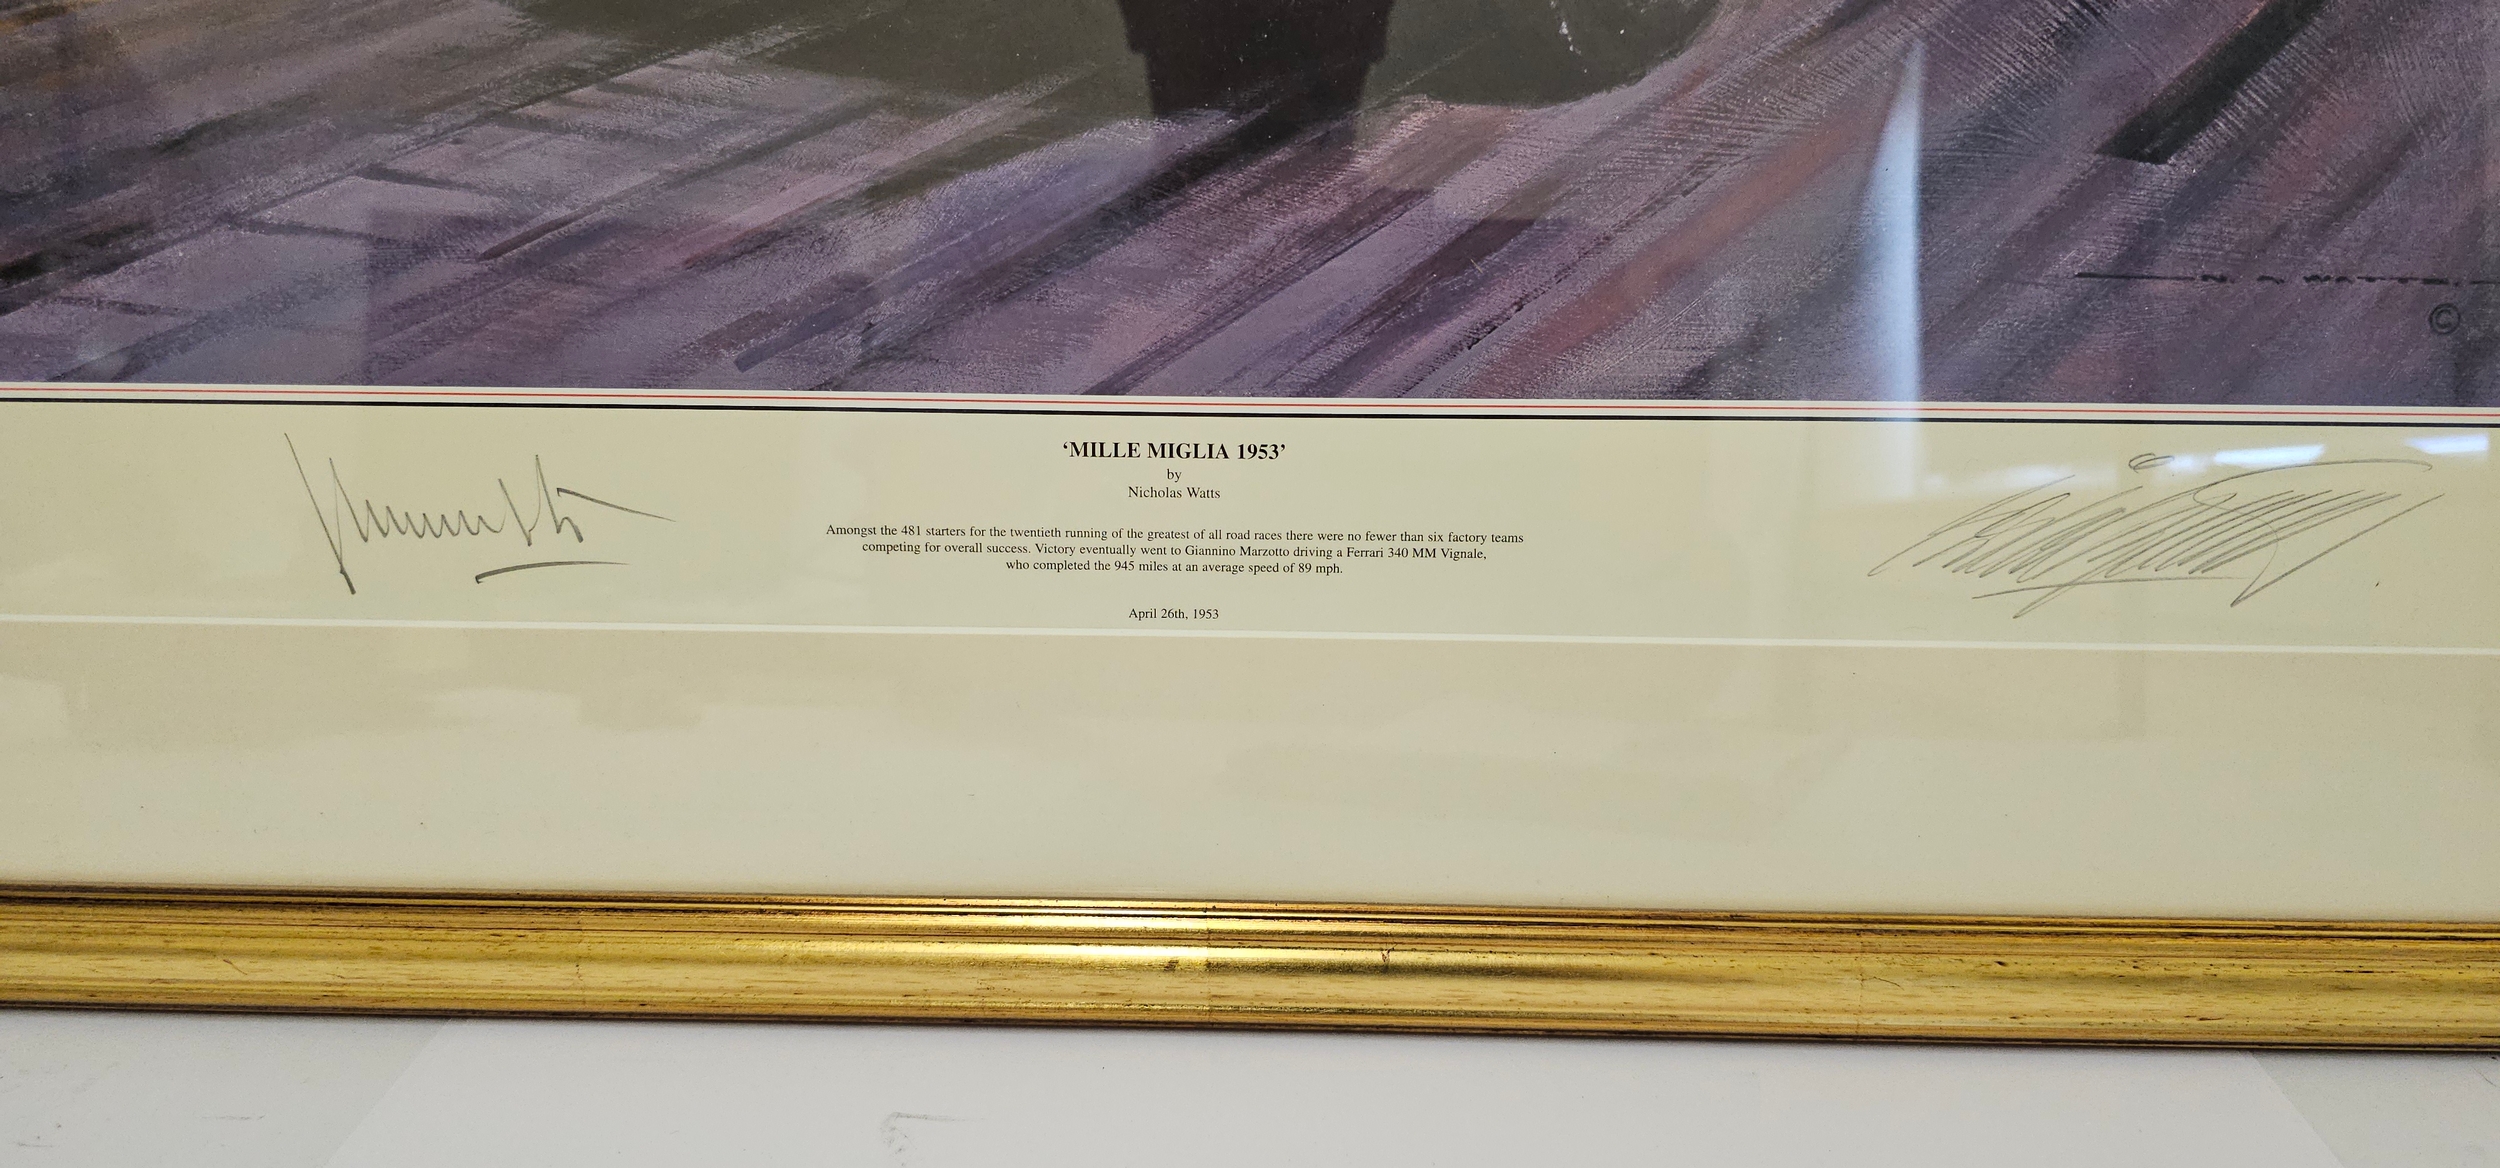 ‘MILLE MIGLIA 1953’
by
Nicholas Watts
Amongst the 481 starters for the twentieth running of the greatest of all road races there were no fewer than six factory teams
competing for overall success. Victory eventually went to Giannino Marzotto driving a Ferrari 340 MM Vignale,
who completed the 945 miles at an average speed of 89 mph.
April 26th, 1953
©